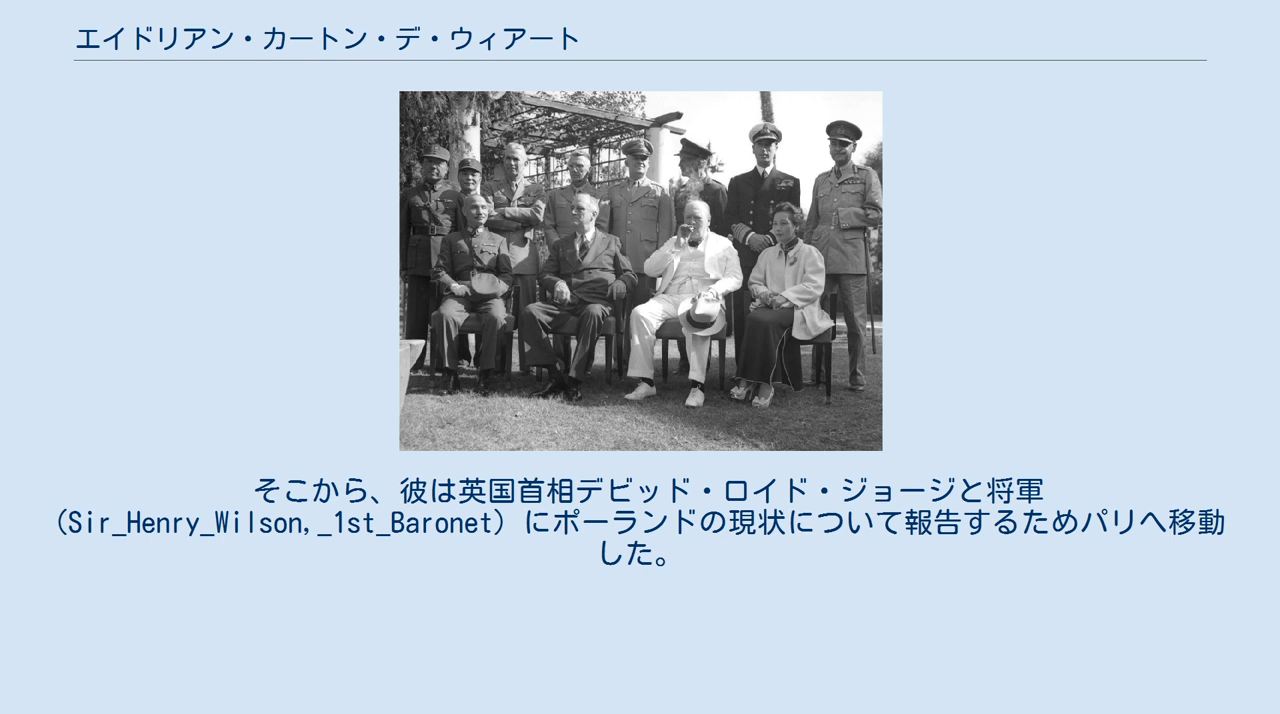 エイドリアン・カートン・デ・ウィアート
そこから、彼は英国首相デビッド・ロイド・ジョージと将軍
(Sir_Henry_Wilson,_1st_Baronet) にポーランドの現状について報告するためパリへ移動
した。